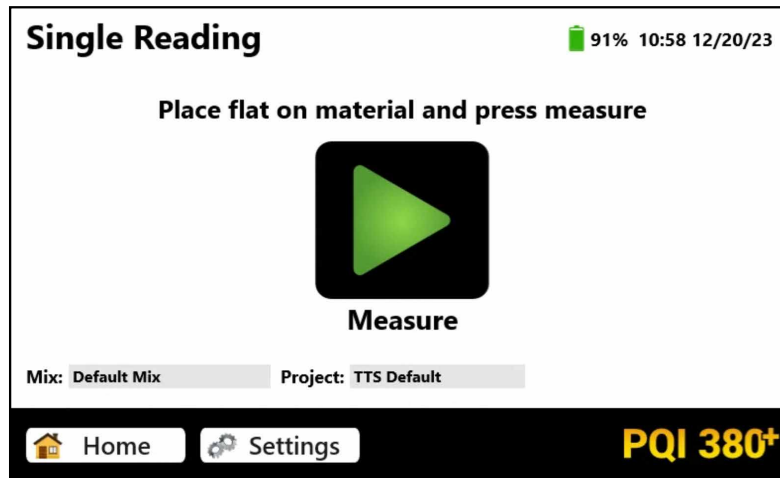 Single Reading
91% 10:58 12/20/23
Place flat on material and press measure
Measure
Mix: Default Mix Project: TTS Default
Home Settings PQI 380+